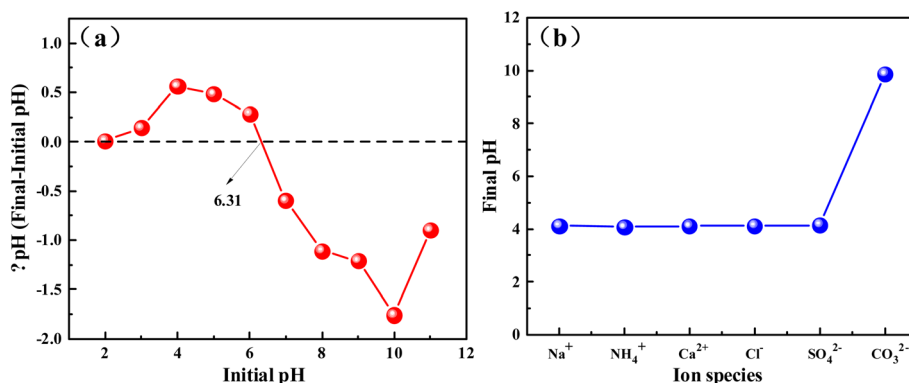 (a)
1.0
0.5
0.0
-0.5
-1.0
-1.5
-2.0
? pH (Final-Initial pH)
6.31
2 4 6 8 10 12
Initial pH
(b)
12
10
8
6
4
2
0
Final pH
Na⁺ NH₄⁺ Ca²⁺ Cl⁻ SO₄²⁻ CO₃²⁻
Ion species